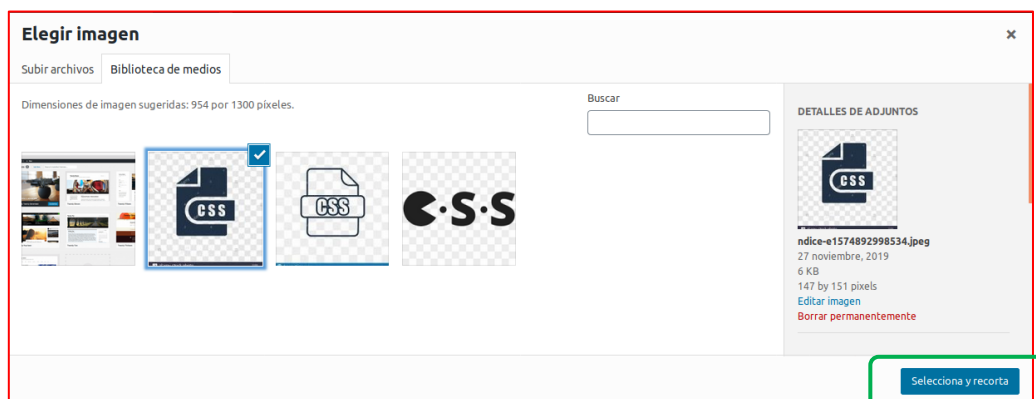 Elegir imagen
Subir archivos
Biblioteca de medios
Dimensiones de imagen sugeridas: 954 por 1300 píxeles.
Buscar
CSS
CSS
C·S·S
DETALLES DE ADJUNTOS
CSS
ndice-e1574892998534.jpeg
27 noviembre, 2019
6 KB
147 by 151 pixels
Editar imagen
Borrar permanentemente
Selecciona y recorta